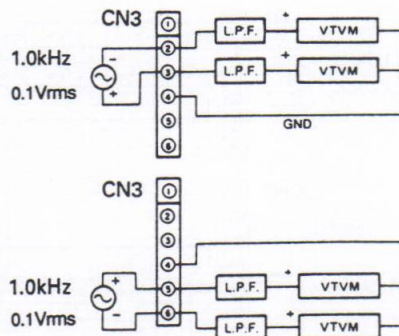 CN3
①
② L.P.F. + VTVM
1.0kHz − ③ L.P.F. + VTVM
0.1Vrms + ④
GND
⑤
⑥
CN3
①
②
③
④
1.0kHz + ⑤ L.P.F. + VTVM
0.1Vrms − ⑥ L.P.F. + VTVM